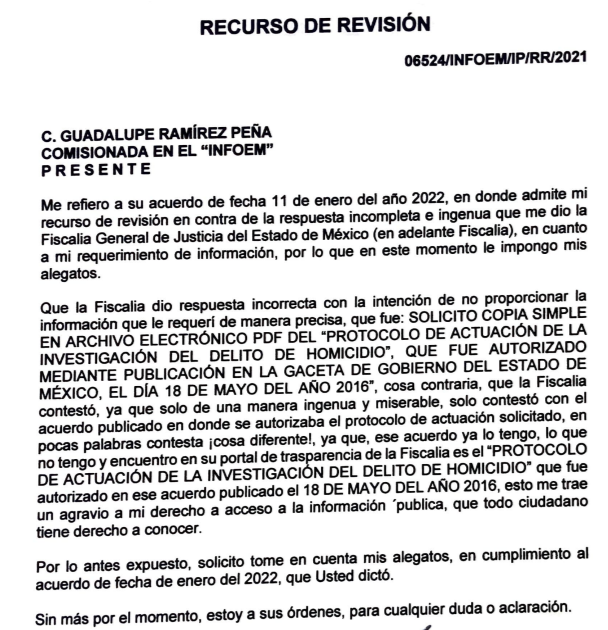 RECURSO DE REVISIÓN
06524/INFOEM/IP/RR/2021
C. GUADALUPE RAMÍREZ PEÑA
COMISIONADA EN EL “INFOEM”
P R E S E N T E
Me refiero a su acuerdo de fecha 11 de enero del año 2022, en donde admite mi
recurso de revisión en contra de la respuesta incompleta e ingenua que me dio la
Fiscalia General de Justicia del Estado de México (en adelante Fiscalia), en cuanto
a mi requerimiento de información, por lo que en este momento le impongo mis
alegatos.
Que la Fiscalia dio respuesta incorrecta con la intención de no proporcionar la
información que le requerí de manera precisa, que fue: SOLICITO COPIA SIMPLE
EN ARCHIVO ELECTRÓNICO PDF DEL “PROTOCOLO DE ACTUACIÓN DE LA
INVESTIGACIÓN DEL DELITO DE HOMICIDIO”, QUE FUE AUTORIZADO
MEDIANTE PUBLICACIÓN EN LA GACETA DE GOBIERNO DEL ESTADO DE
MÉXICO, EL DÍA 18 DE MAYO DEL AÑO 2016”, cosa contraria, que la Fiscalia
contestó, ya que solo de una manera ingenua y miserable, solo contestó con el
acuerdo publicado en donde se autorizaba el protocolo de actuación solicitado, en
pocas palabras contesta ¡cosa diferente!, ya que, ese acuerdo ya lo tengo, lo que
no tengo y encuentro en su portal de trasparencia de la Fiscalia es el “PROTOCOLO
DE ACTUACIÓN DE LA INVESTIGACIÓN DEL DELITO DE HOMICIDIO” que fue
autorizado en ese acuerdo publicado el 18 DE MAYO DEL AÑO 2016, esto me trae
un agravio a mi derecho a acceso a la información ´publica, que todo ciudadano
tiene derecho a conocer.
Por lo antes expuesto, solicito tome en cuenta mis alegatos, en cumplimiento al
acuerdo de fecha de enero del 2022, que Usted dictó.
Sin más por el momento, estoy a sus órdenes, para cualquier duda o aclaración.